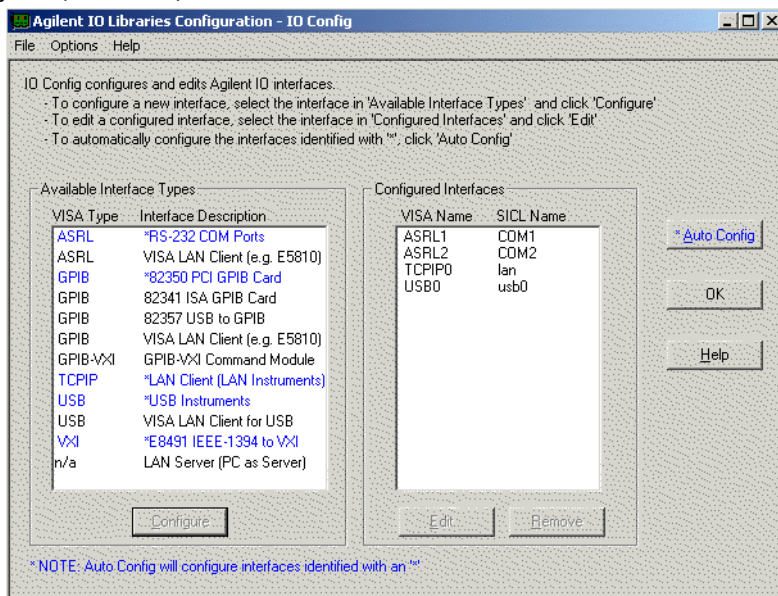 Agilent IO Libraries Configuration - IO Config
File Options Help
IO Config configures and edits Agilent IO interfaces.
- To configure a new interface, select the interface in 'Available Interface Types' and click 'Configure'
- To edit a configured interface, select the interface in 'Configured Interfaces' and click 'Edit'
- To automatically configure the interfaces identified with '*', click 'Auto Config'
Available Interface Types
VISA Type Interface Description
ASRL *RS-232 COM Ports
ASRL VISA LAN Client (e.g. E5810)
GPIB *82350 PCI GPIB Card
GPIB 82341 ISA GPIB Card
GPIB 82357 USB to GPIB
GPIB VISA LAN Client (e.g. E5810)
GPIB-VXI GPIB-VXI Command Module
TCPIP *LAN Client (LAN Instruments)
USB *USB Instruments
USB VISA LAN Client for USB
VXI *E8491 IEEE-1394 to VXI
n/a LAN Server (PC as Server)
Configure
Configured Interfaces
VISA Name SICL Name
ASRL1 COM1
ASRL2 COM2
TCPIP0 lan
USB0 usb0
Edit Remove
* Auto Config
OK
Help
* NOTE: Auto Config will configure interfaces identified with an '*'